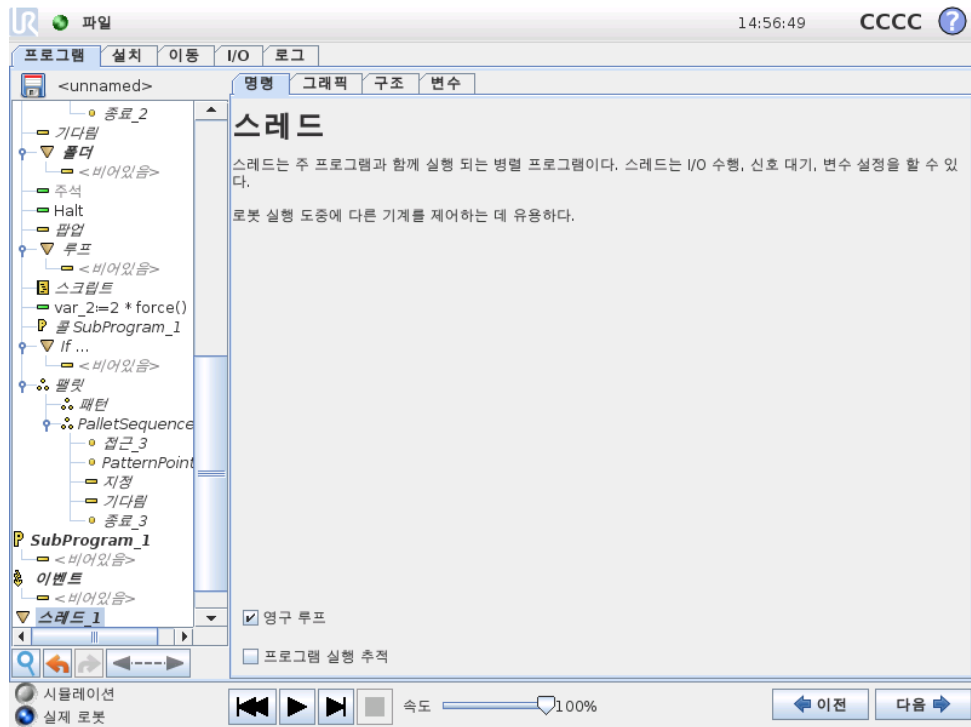 UR 파일 14:56:49 CCCC ?
프로그램 설치 이동 I/O 로그
<unnamed>
명령 그래픽 구조 변수
종료_2
기다림
폴더
<비어있음>
주석
Halt
팝업
루프
<비어있음>
스크립트
var_2:=2 * force()
콜 SubProgram_1
If ...
<비어있음>
팰릿
패턴
PalletSequence
접근_3
PatternPoint
지정
기다림
종료_3
SubProgram_1
<비어있음>
이벤트
<비어있음>
스레드_1
스레드
스레드는 주 프로그램과 함께 실행 되는 병렬 프로그램이다. 스레드는 I/O 수행, 신호 대기, 변수 설정을 할 수 있
다.
로봇 실행 도중에 다른 기계를 제어하는 데 유용하다.
영구 루프
프로그램 실행 추적
시뮬레이션
실제 로봇
속도 100%
이전 다음